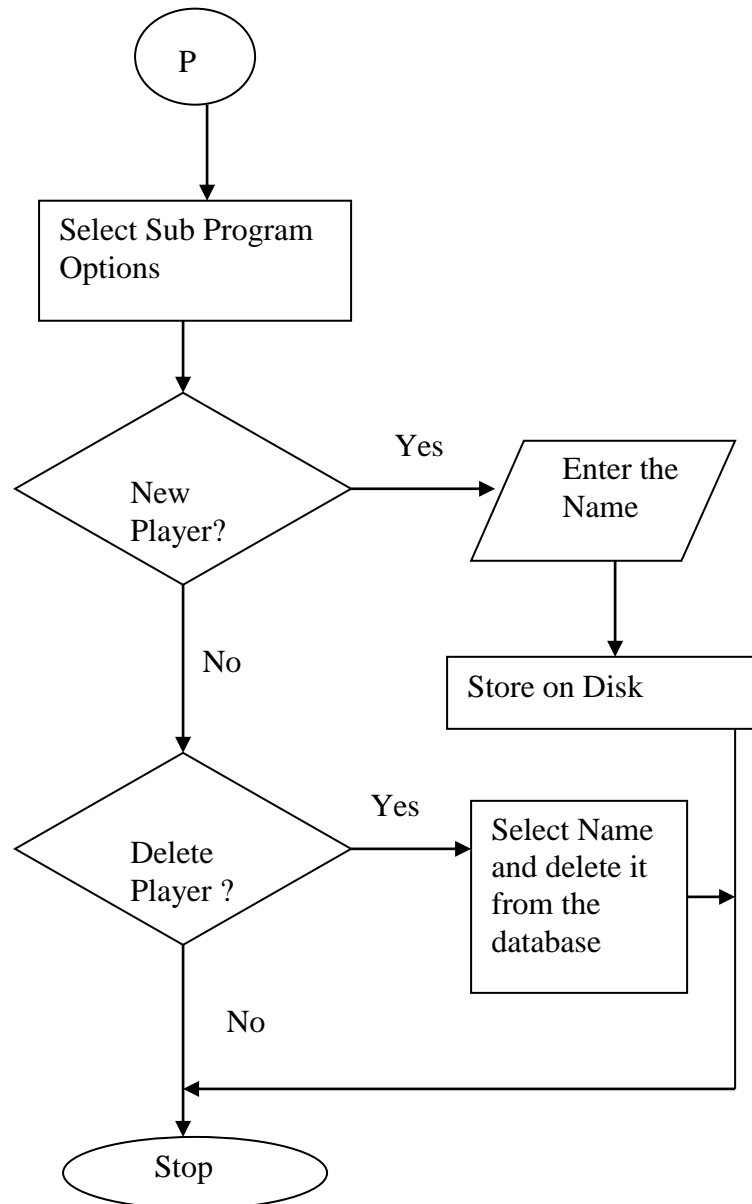 P
Select Sub Program
Options
Yes
New
Player?
Enter the
Name
No
Store on Disk
Yes
Delete
Player ?
Select Name
and delete it
from the
database
No
Stop